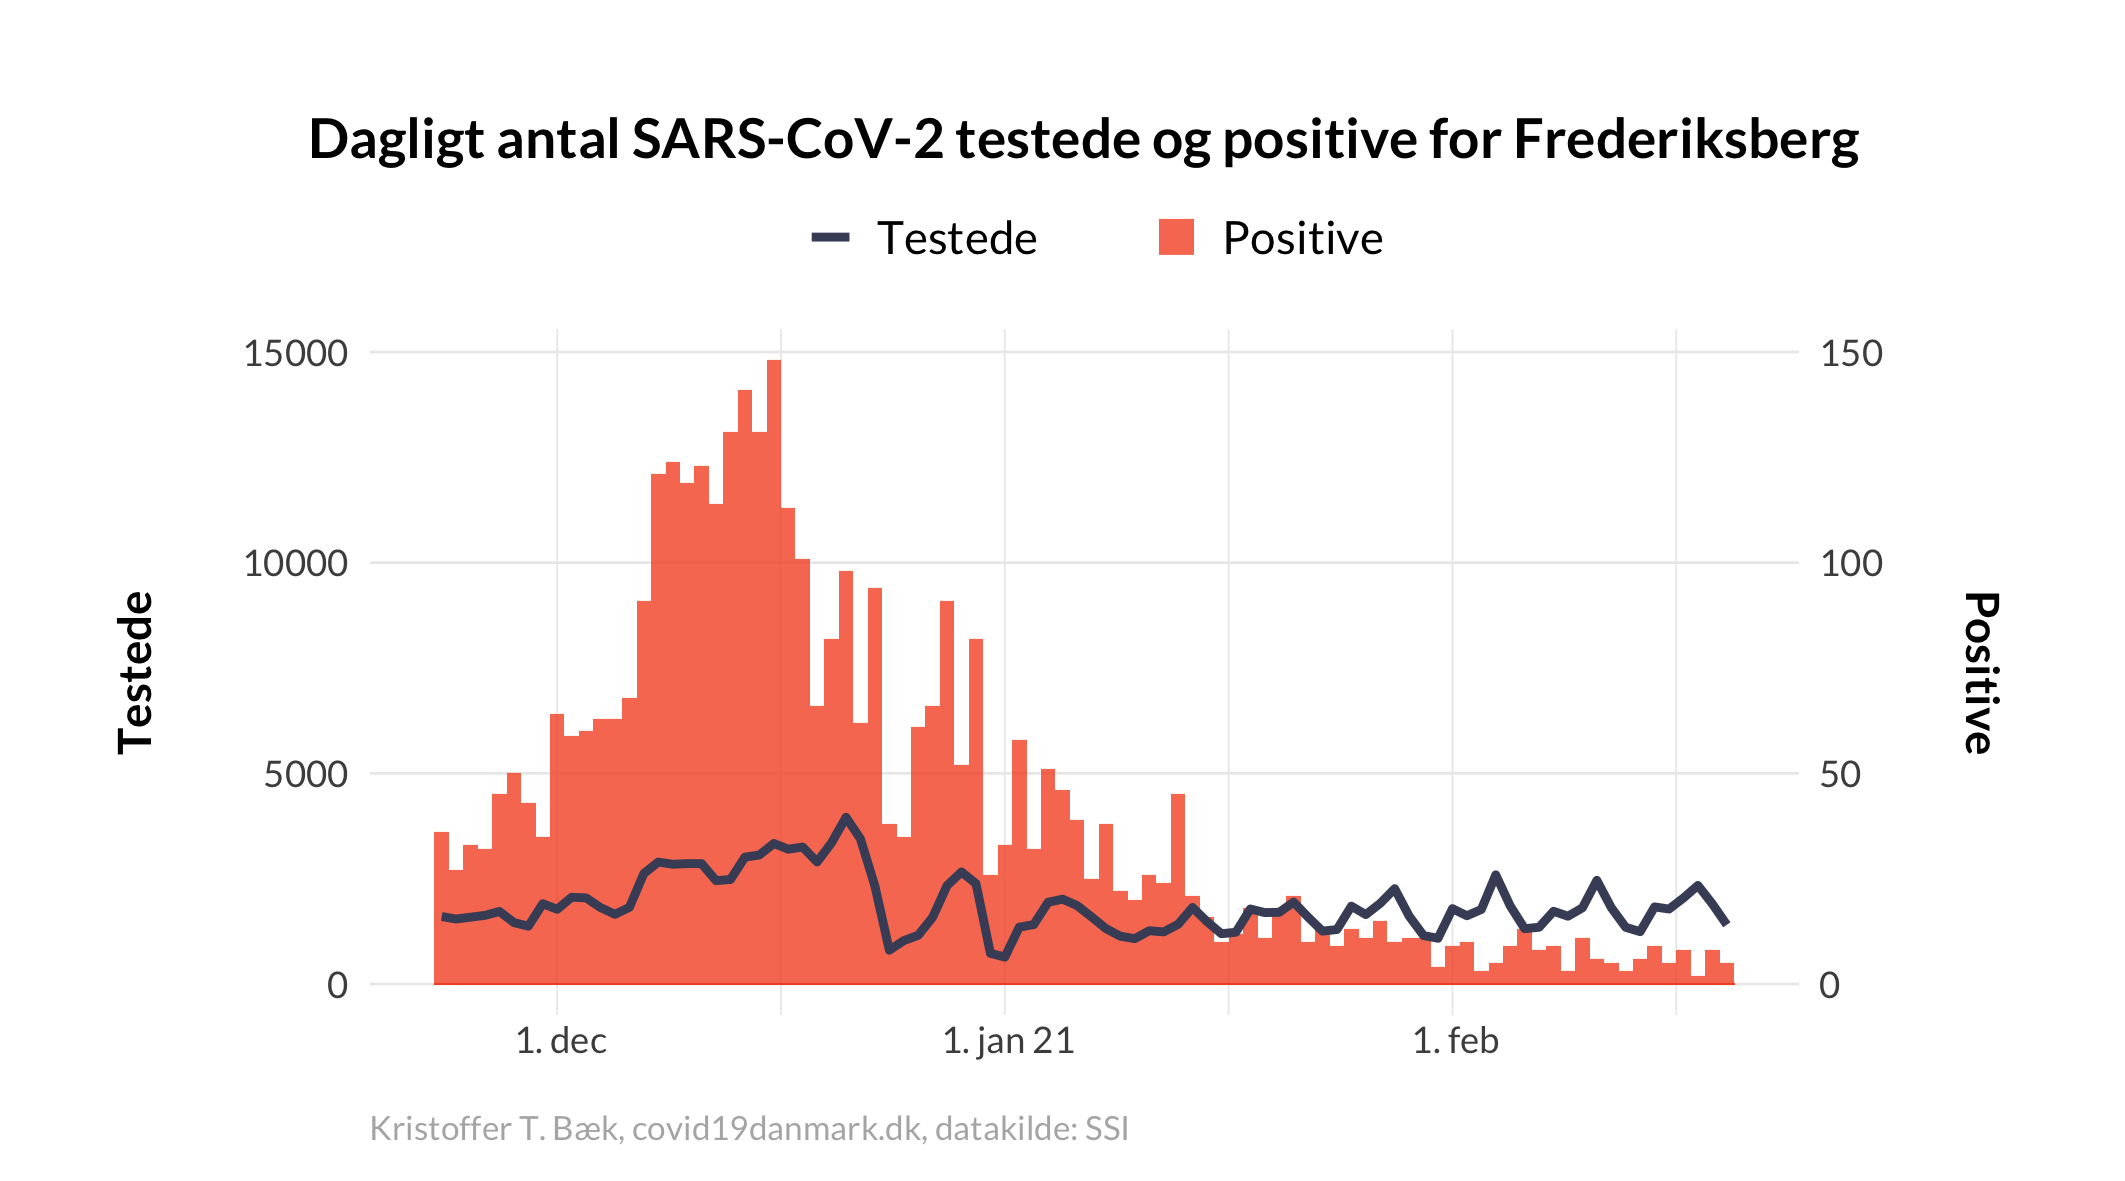 Dagligt antal SARS-CoV-2 testede og positive for Frederiksberg
Testede
Positive
15000
10000
5000
0
150
100
50
0
Testede
Positive
1. dec
1. jan 21
1. feb
Kristoffer T. Bæk, covid19danmark.dk, datakilde: SSI